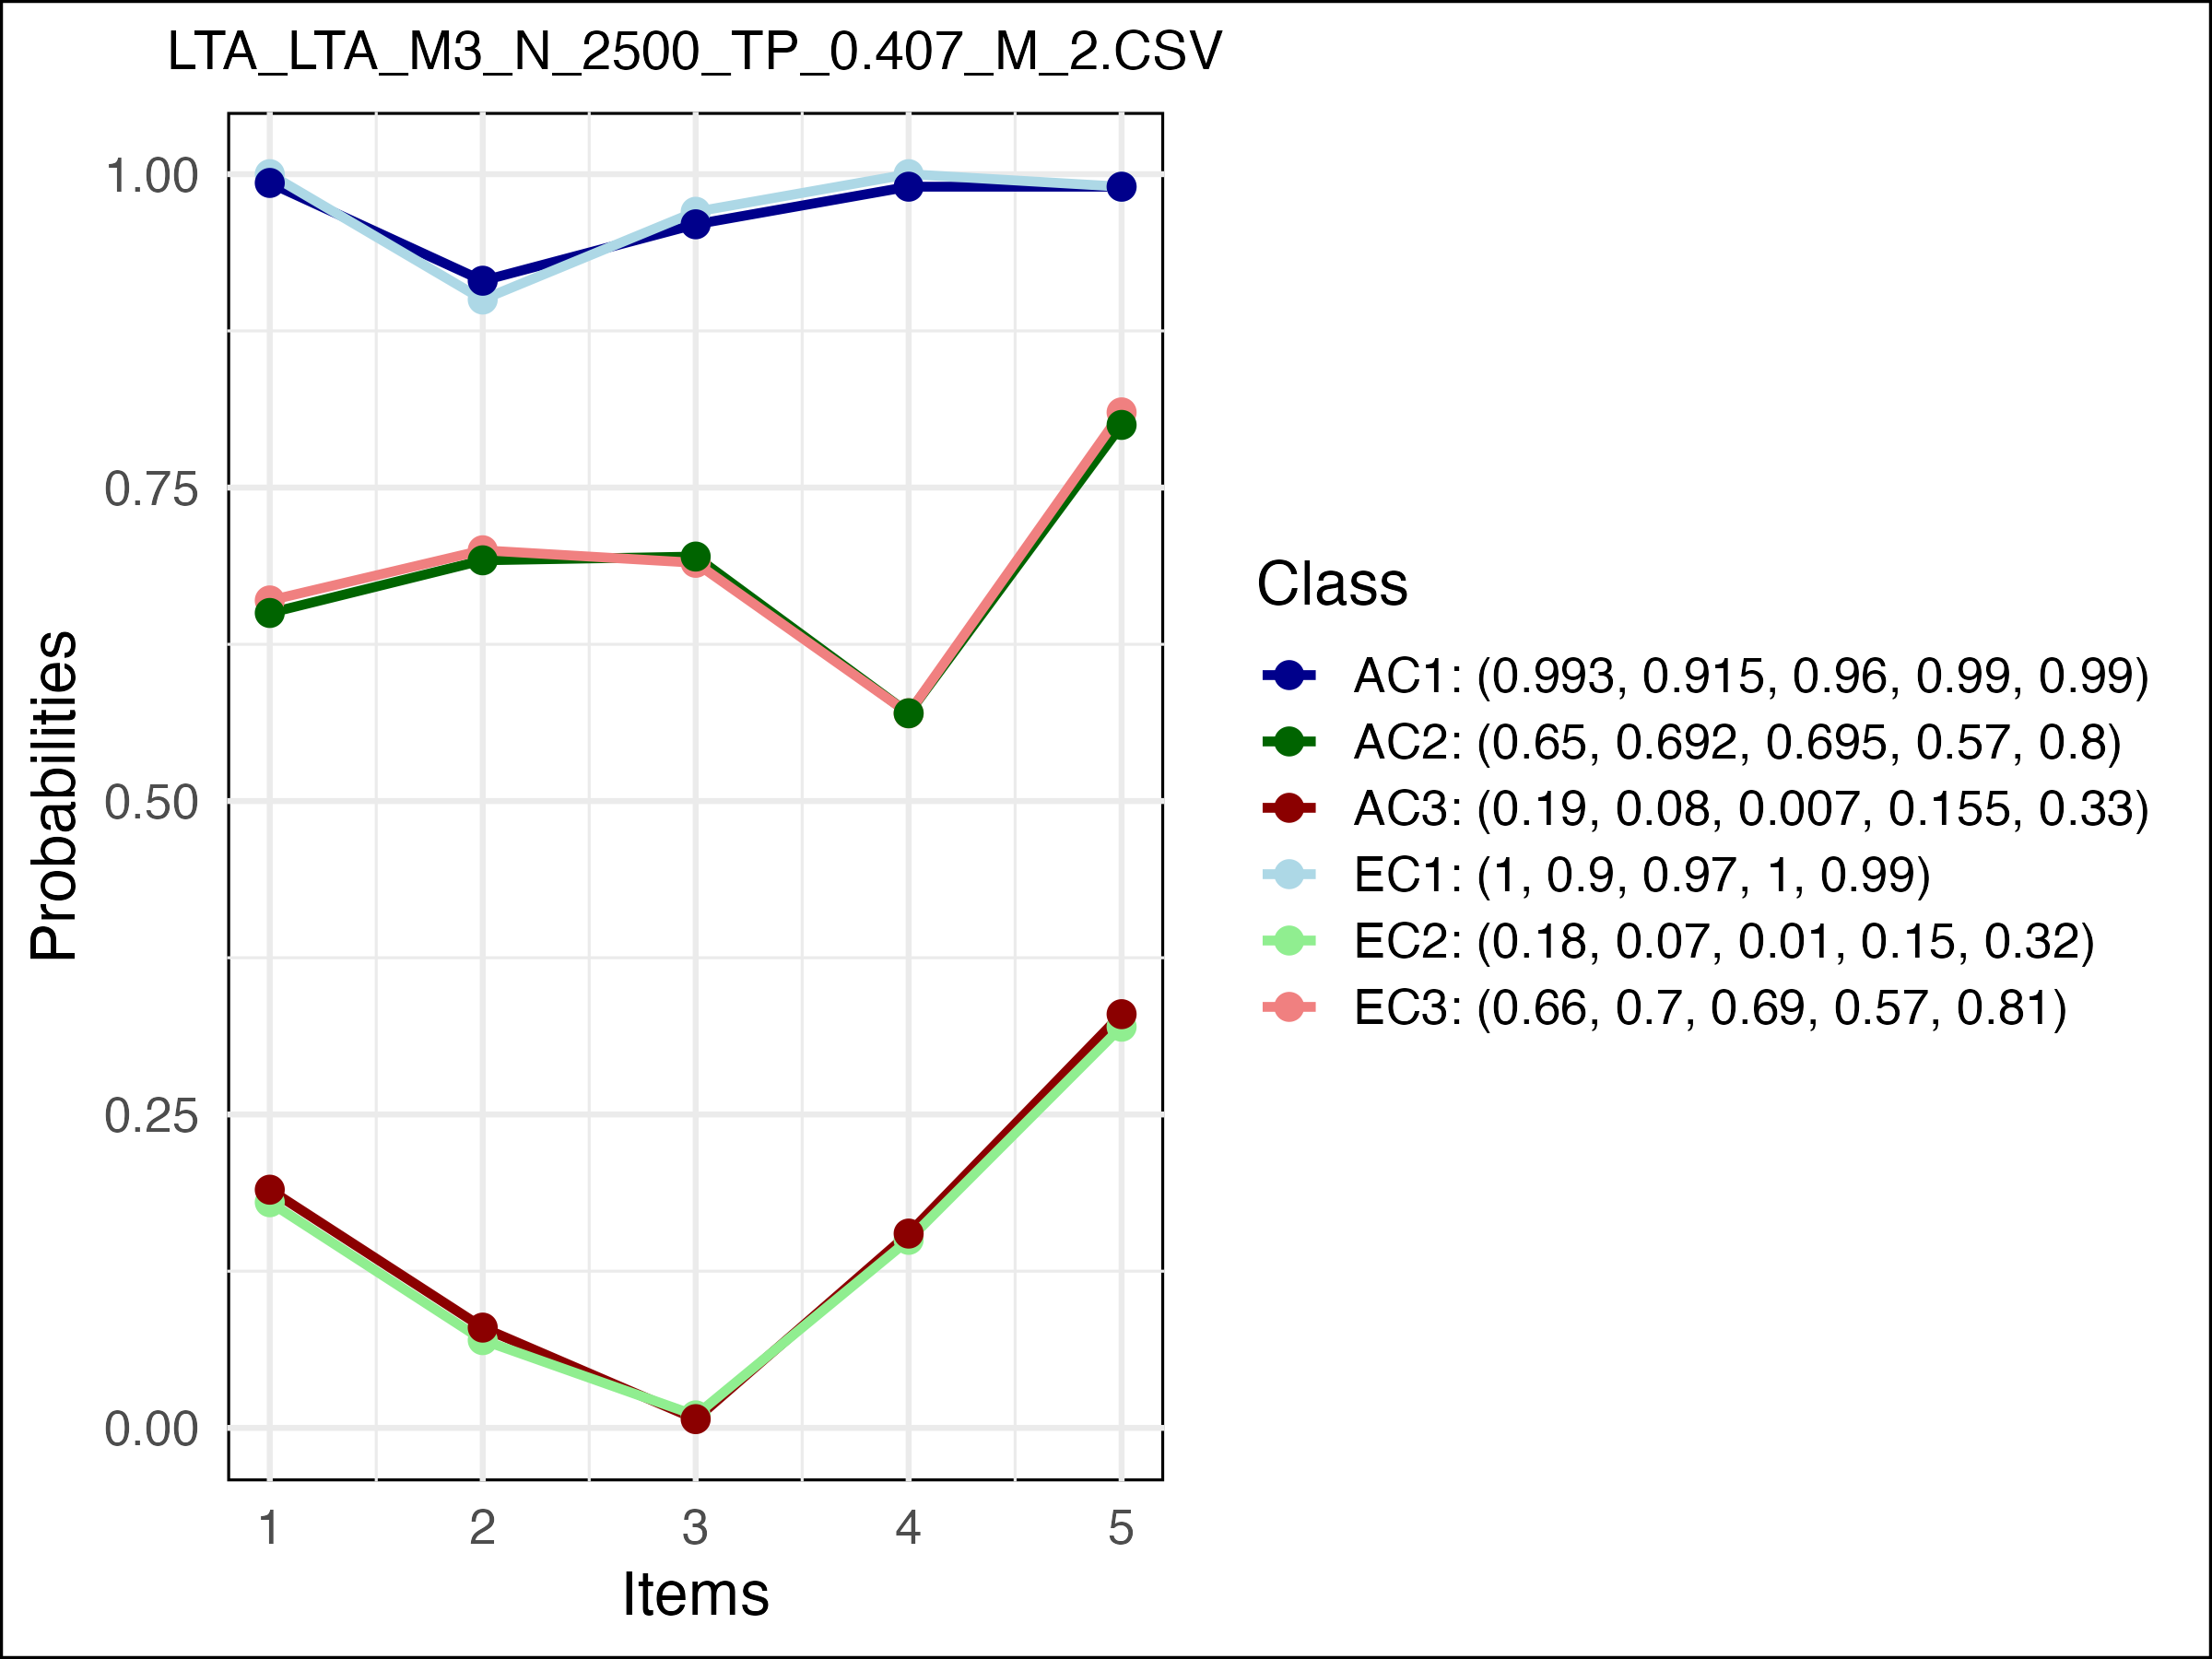 LTA_LTA_M3_N_2500_TP_0.407_M_2.CSV
1.00
0.75
0.50
0.25
0.00
Probabilities
1 2 3 4 5
Items
Class
AC1: (0.993, 0.915, 0.96, 0.99, 0.99)
AC2: (0.65, 0.692, 0.695, 0.57, 0.8)
AC3: (0.19, 0.08, 0.007, 0.155, 0.33)
EC1: (1, 0.9, 0.97, 1, 0.99)
EC2: (0.18, 0.07, 0.01, 0.15, 0.32)
EC3: (0.66, 0.7, 0.69, 0.57, 0.81)